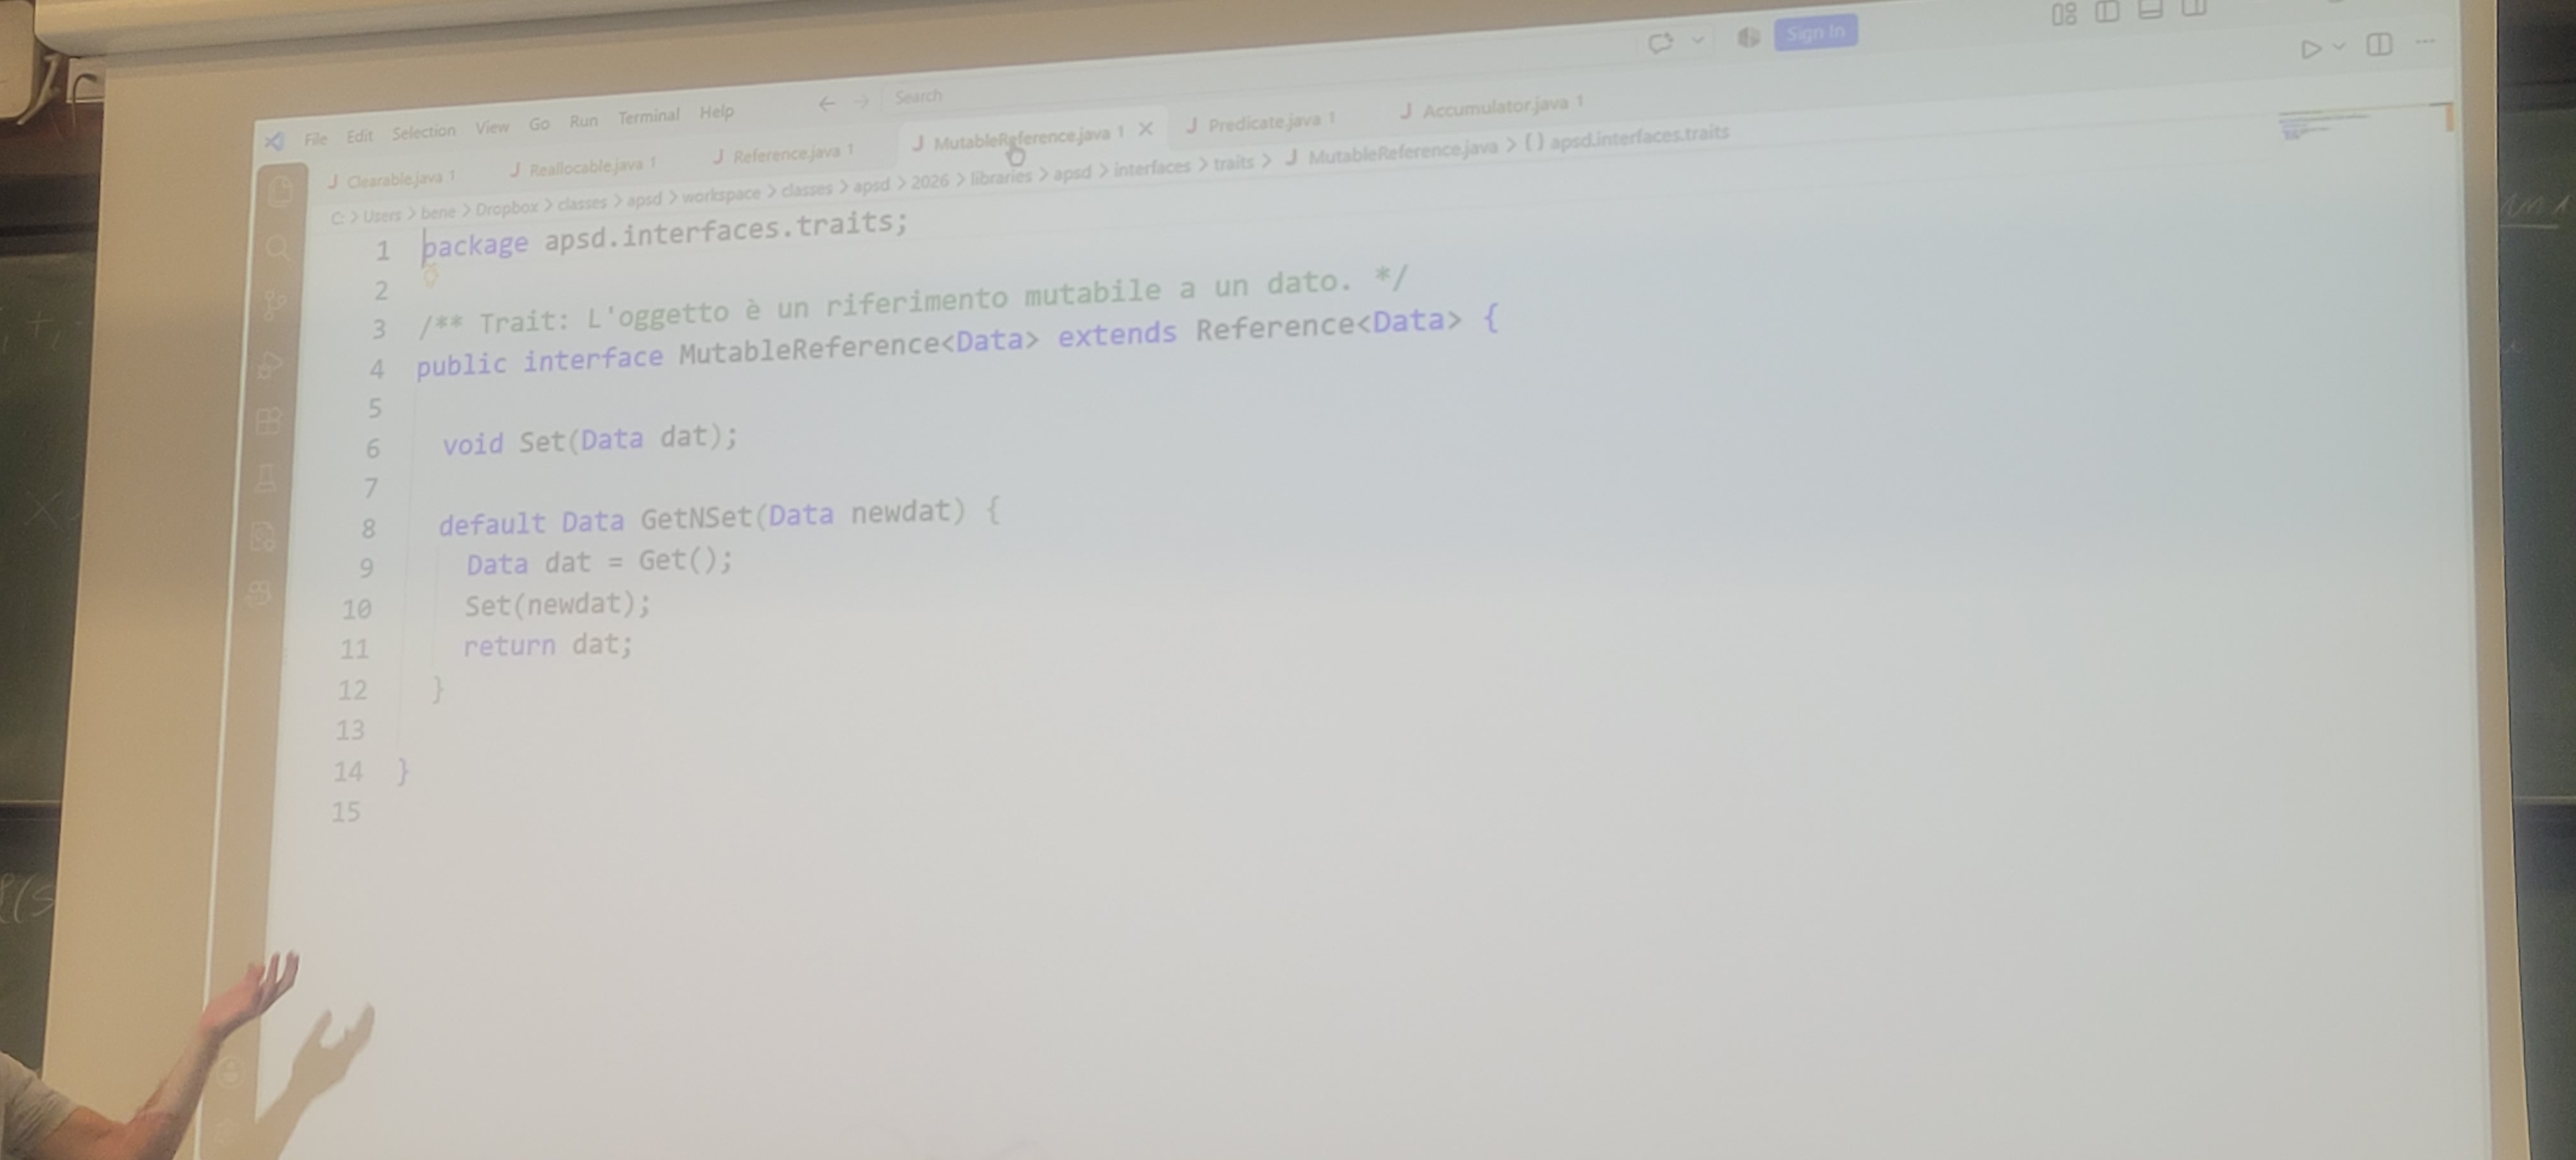 Sign In
File Edit Selection View Go Run Terminal Help
Search
Clearable.java 1
Reallocable.java 1
Reference.java 1
MutableReference.java 1
Predicate.java 1
Accumulator.java 1
C: > Users > bene > Dropbox > classes > apsd > workspace > classes > apsd > 2026 > libraries > apsd > interfaces > traits > J MutableReference.java > {} apsd.interfaces.traits
1 package apsd.interfaces.traits;
2
3 /** Trait: L'oggetto è un riferimento mutabile a un dato. */
4 public interface MutableReference<Data> extends Reference<Data> {
5
6 void Set(Data dat);
7
8 default Data GetNSet(Data newdat) {
9 Data dat = Get();
10 Set(newdat);
11 return dat;
12 }
13
14 }
15